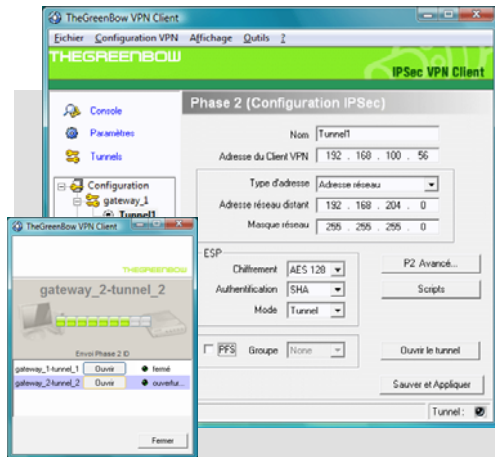 TheGreenBow VPN Client
Fichier Configuration VPN Affichage Outils ?
THEGREENBOW
IPSec VPN Client
Console
Paramètres
Tunnels
Configuration
gateway_1
Tunnel1
Phase 2 (Configuration IPSec)
Nom Tunnel1
Adresse du Client VPN 192 . 168 . 100 . 56
Type d'adresse Adresse réseau
Adresse réseau distant 192 . 168 . 204 . 0
Masque réseau 255 . 255 . 255 . 0
ESP
Chiffrement AES 128
Authentification SHA
Mode Tunnel
P2 Avancé...
Scripts
PFS Groupe None
Ouvrir le tunnel
Sauver et Appliquer
Tunnel :
TheGreenBow VPN Client
THEGREENBOW
gateway_2-tunnel_2
Envoi Phase 2 ID
gateway_1-tunnel_1 Ouvrir fermé
gateway_2-tunnel_2 Ouvrir ouvertur...
Fermer